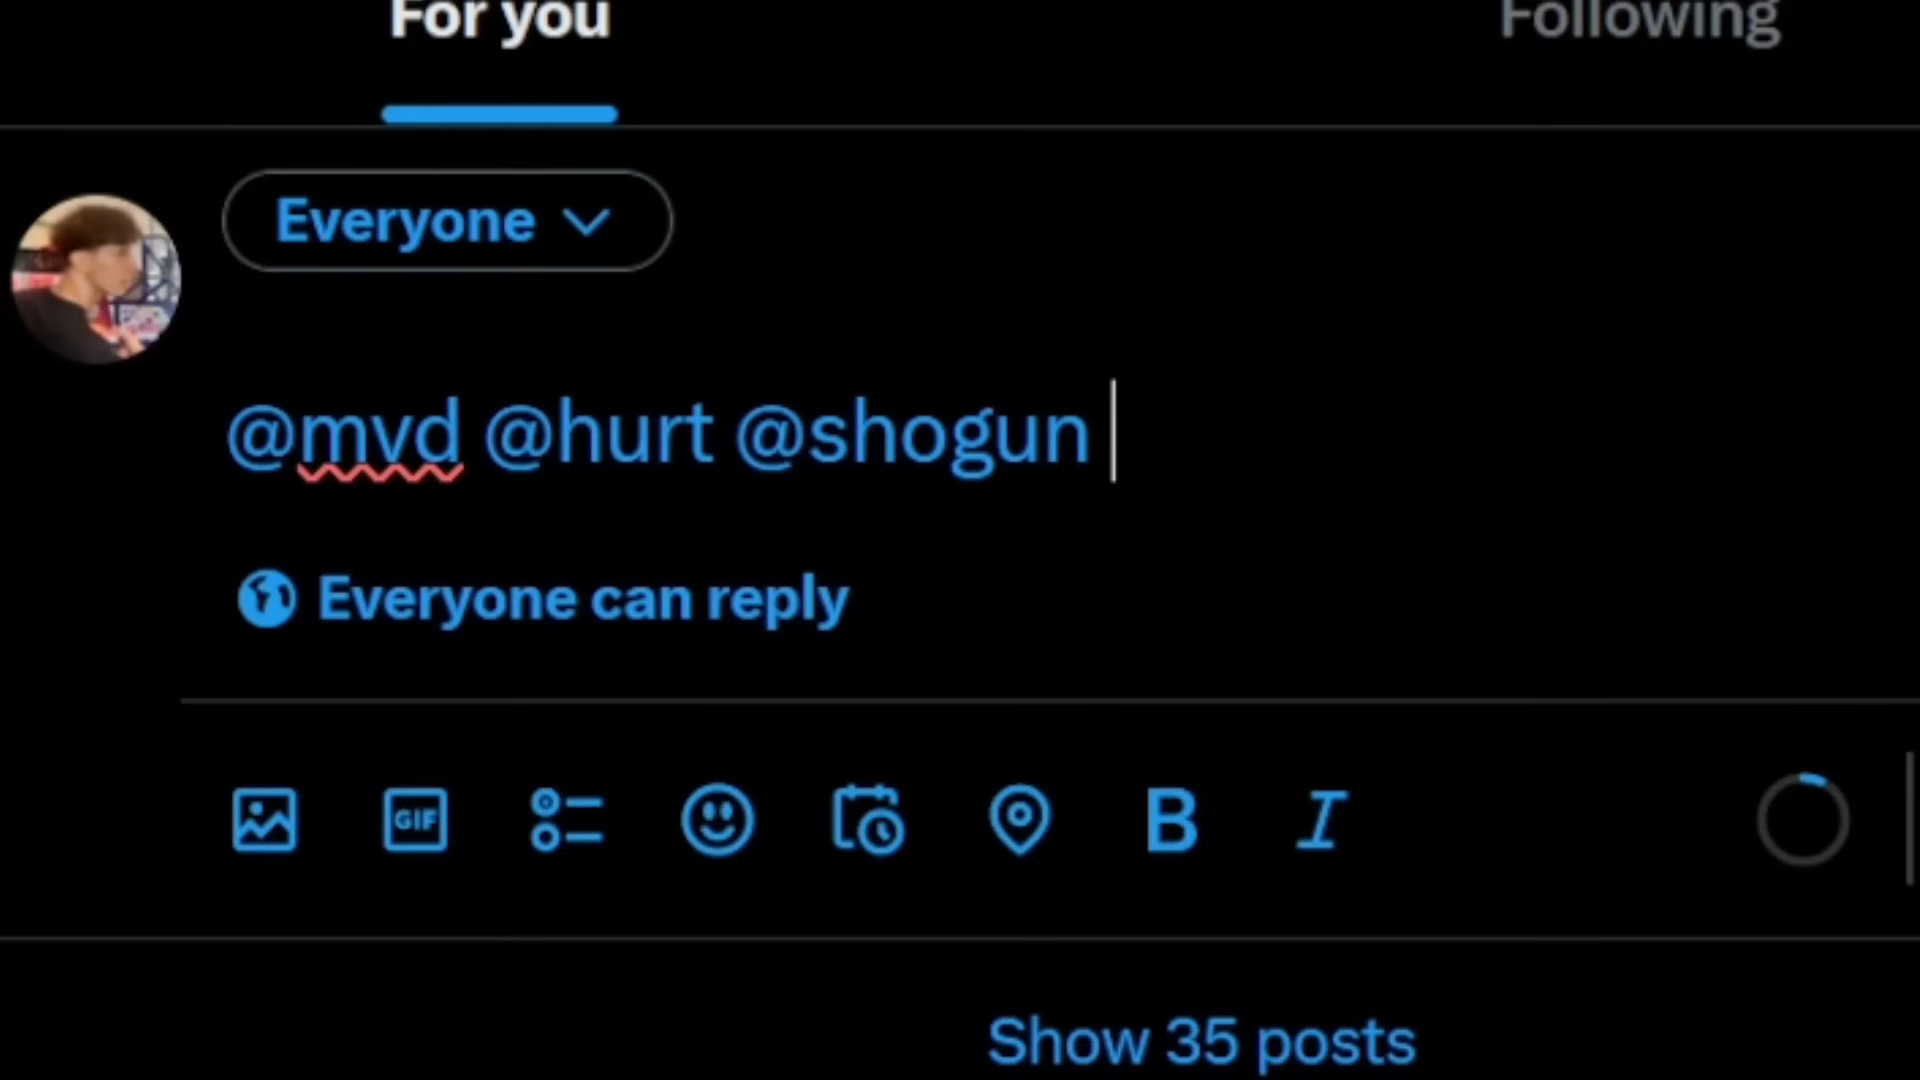 For you
Following
Everyone
@mvd @hurt @shogun
Everyone can reply
GIF
B I
Show 35 posts